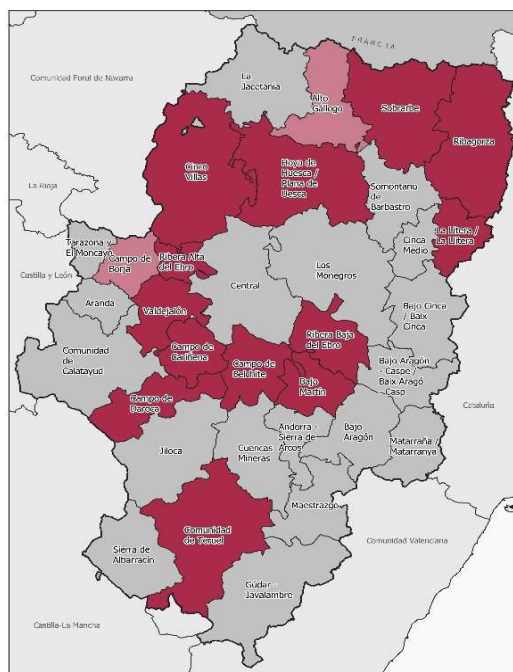 FRANCIA
Comunidad Foral de Navarra
La
Jacetania
Alto
Gállego
Sobrarbe
Ribagorza
Cinco
Villas
Hoya de
Huesca /
Plana de
Uesca
Somontano
de
Barbastro
La Rioja
La Litera /
La Llitera
Cinca
Medio
Tarazona y
El Moncayo
Campo de
Borja
Ribera Alta
del Ebro
Los
Monegros
Castilla y León
Central
Aranda
Valdejalón
Bajo Cinca
/ Baix
Cinca
Ribera Baja
del Ebro
Comunidad
de
Calatayud
Campo de
Cariñena
Campo de
Belchite
Bajo
Martín
Bajo Aragón
- Caspe /
Baix Aragó
Casp
Cataluña
Campo de
Daroca
Andorra -
Sierra de
Arcos
Bajo
Aragón
Matarraña /
Matarranya
Jiloca
Cuencas
Mineras
Maestrazgo
Comunidad
de Teruel
Comunidad Valenciana
Sierra de
Albarracín
Gúdar -
Javalambre
Castilla-La Mancha